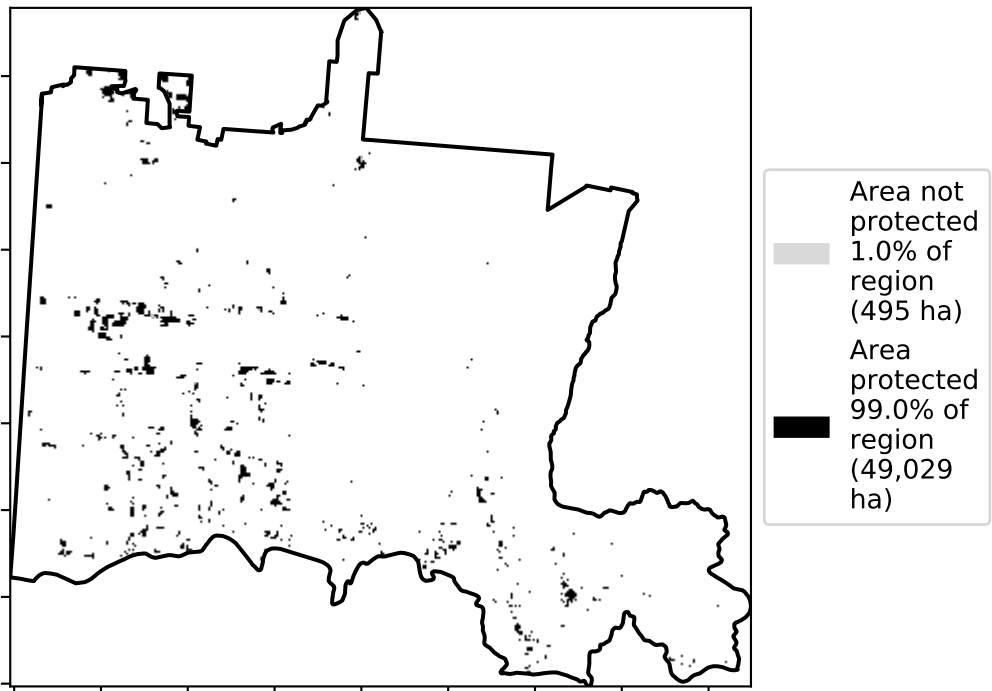 Area not
protected
1.0% of
region
(495 ha)
Area
protected
99.0% of
region
(49,029
ha)